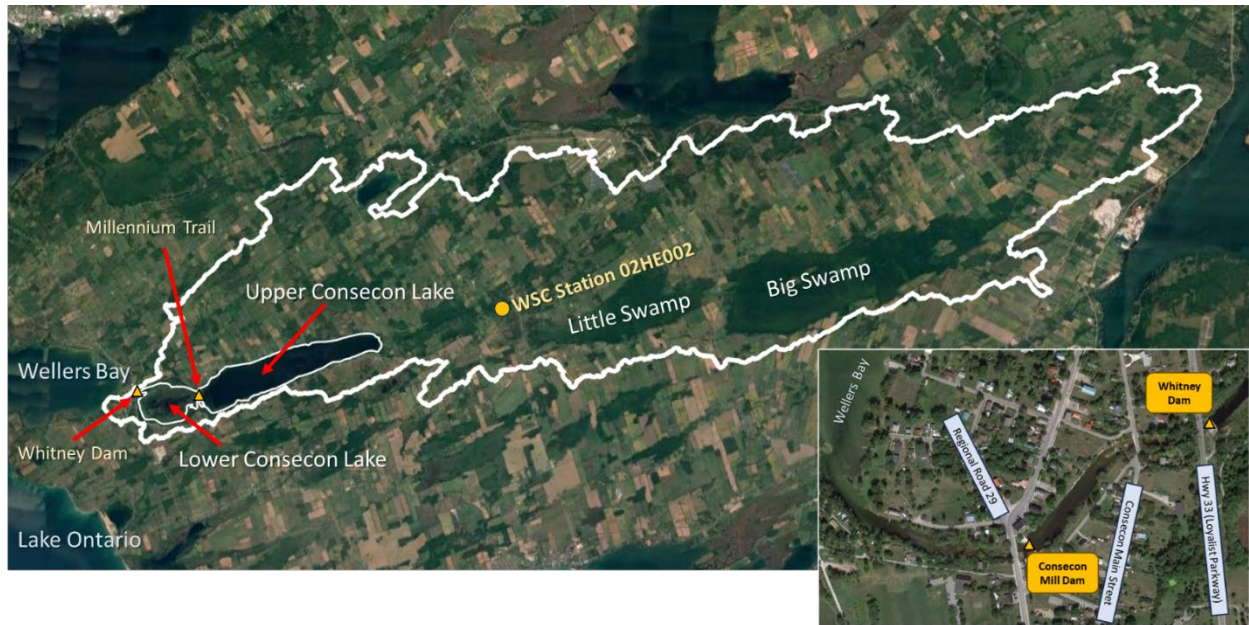 Millennium Trail
Upper Consecon Lake
WSC Station 02HE002
Little Swamp
Big Swamp
Wellers Bay
Whitney Dam
Lower Consecon Lake
Lake Ontario
Wellers Bay
Regional Road 29
Whitney
Dam
Consecon
Mill Dam
Consecon
Main Street
Hwy 33 (Loyalist Parkway)